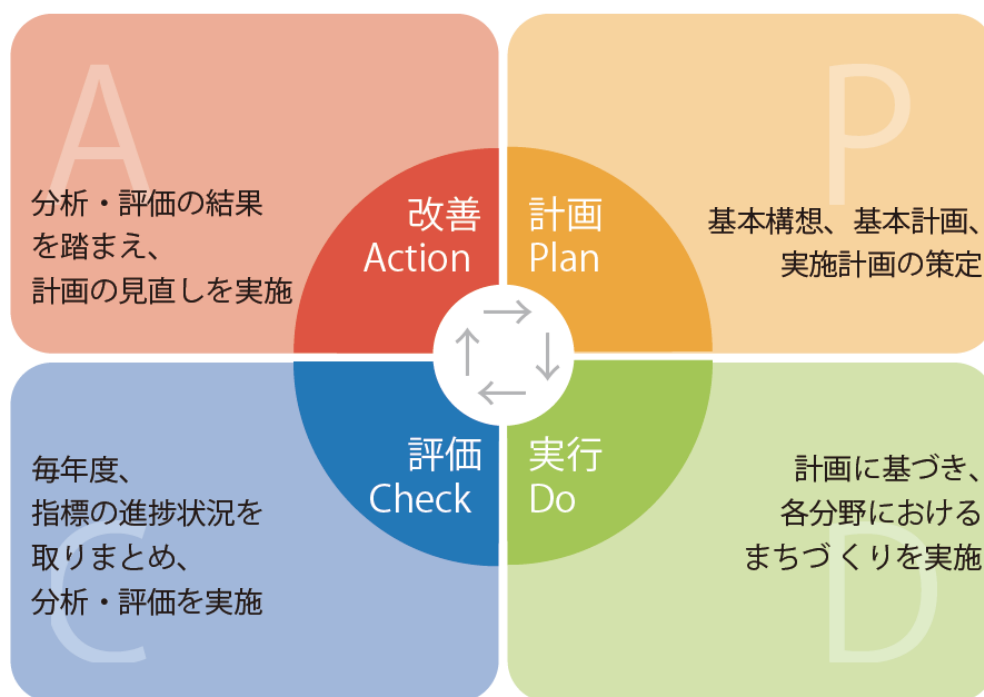 A
分析・評価の結果
を踏まえ、
計画の見直しを実施
改善
Action
計画
Plan
P
基本構想、基本計画、
実施計画の策定
C
毎年度、
指標の進捗状況を
取りまとめ、
分析・評価を実施
評価
Check
実行
Do
D
計画に基づき、
各分野における
まちづくりを実施